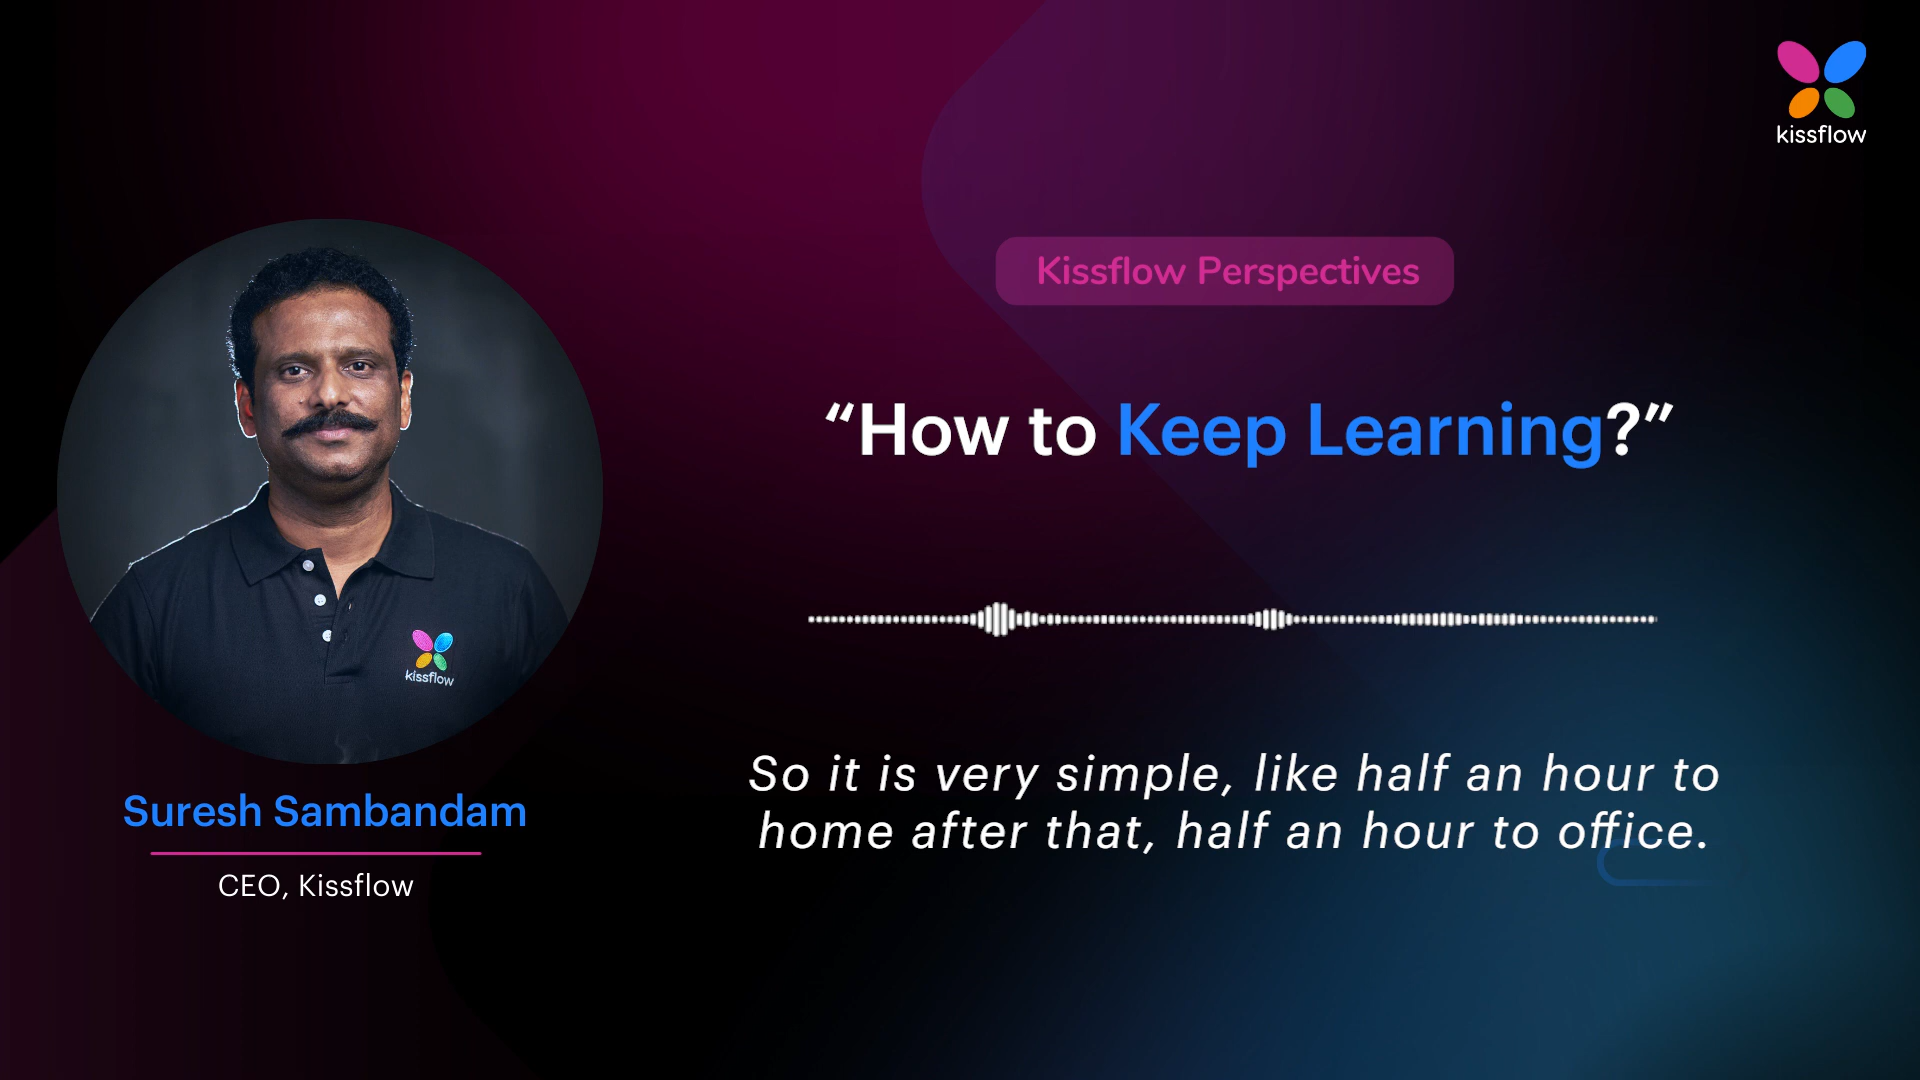 kissflow
Kissflow Perspectives
“How to Keep Learning?”
kissflow
Suresh Sambandam
CEO, Kissflow
So it is very simple, like half an hour to
home after that, half an hour to office.